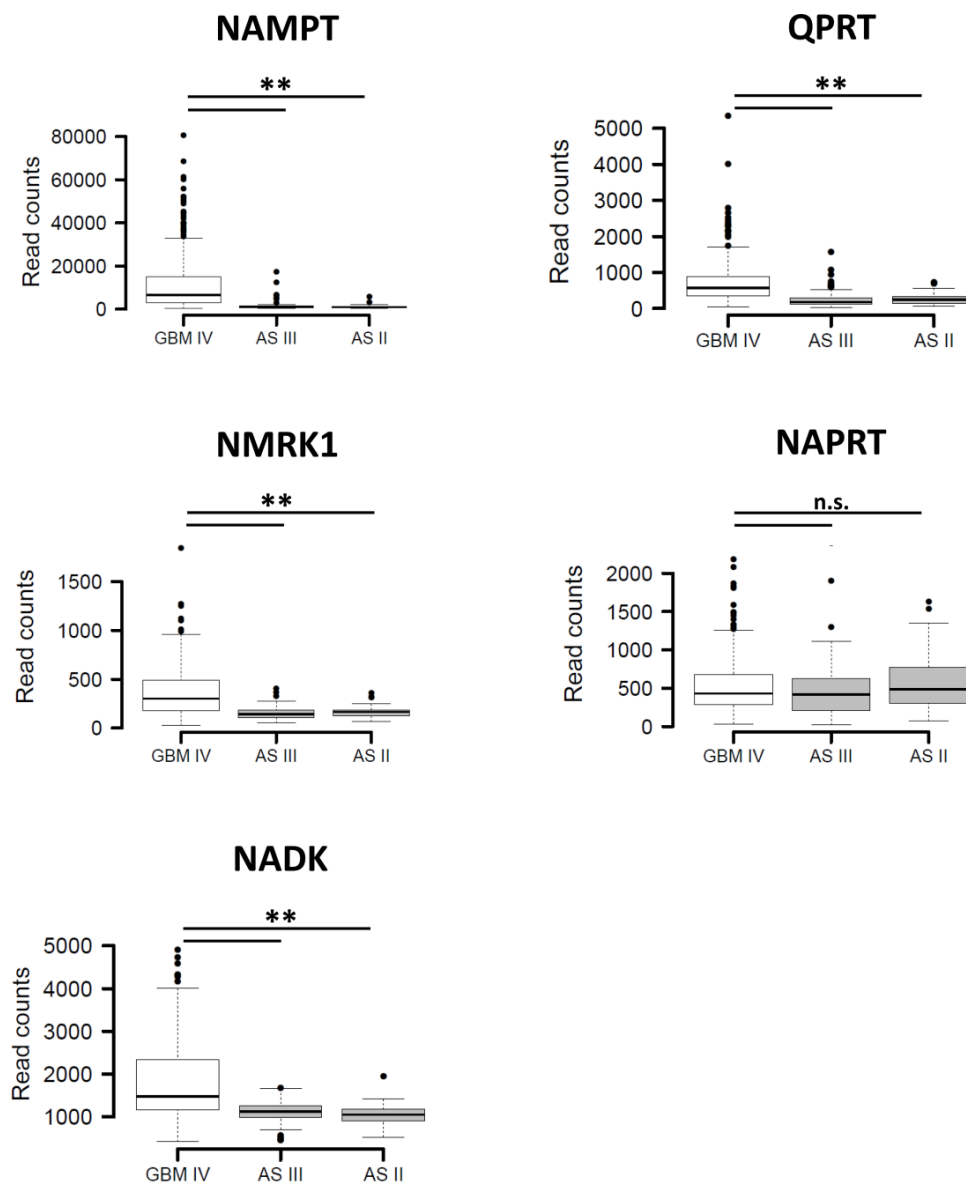 NAMPT
**
Read counts
80000
60000
40000
20000
0
GBM IV AS III AS II
QPRT
**
Read counts
5000
4000
3000
2000
1000
0
GBM IV AS III AS II
NMRK1
**
Read counts
1500
1000
500
0
GBM IV AS III AS II
NAPRT
n.s.
Read counts
2000
1500
1000
500
0
GBM IV AS III AS II
NADK
**
Read counts
5000
4000
3000
2000
1000
GBM IV AS III AS II